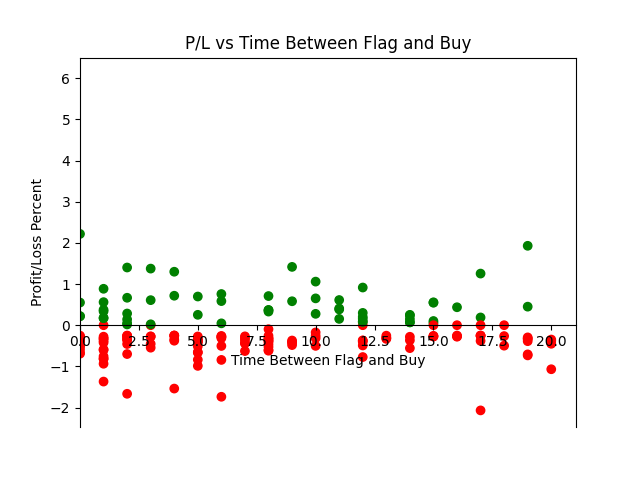 P/L vs Time Between Flag and Buy
6
5
4
3
2
1
0
−1
−2
Profit/Loss Percent
0.0 2.5 5.0 7.5 10.0 12.5 15.0 17.5 20.0
Time Between Flag and Buy